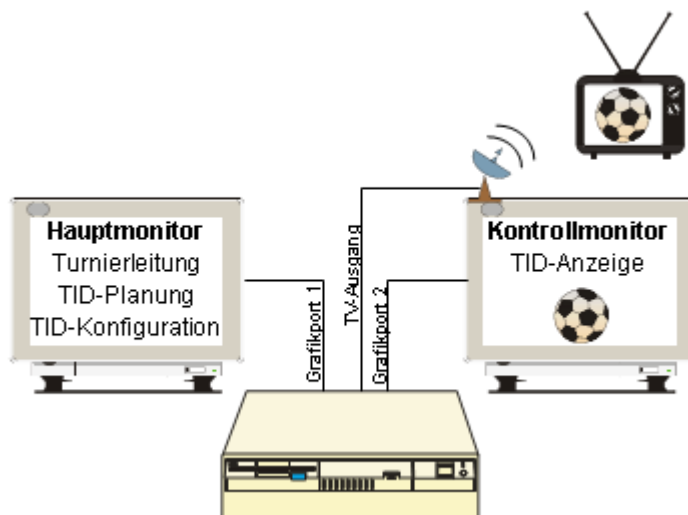 Hauptmonitor
Turnierleitung
TID-Planung
TID-Konfiguration
Grafikport 1
TV-Ausgang
Grafikport 2
Kontrollmonitor
TID-Anzeige